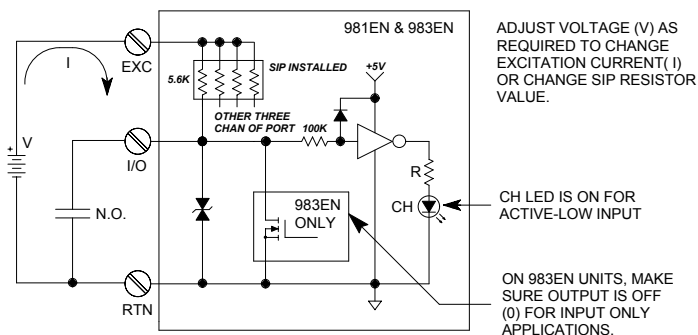 981EN & 983EN
ADJUST VOLTAGE (V) AS
REQUIRED TO CHANGE
EXCITATION CURRENT( I)
OR CHANGE SIP RESISTOR
VALUE.
EXC
I
5.6K
SIP INSTALLED
+5V
OTHER THREE
CHAN OF PORT
100K
I/O
+
V
N.O.
983EN
ONLY
R
CH
CH LED IS ON FOR
ACTIVE-LOW INPUT
RTN
ON 983EN UNITS, MAKE
SURE OUTPUT IS OFF
(0) FOR INPUT ONLY
APPLICATIONS.